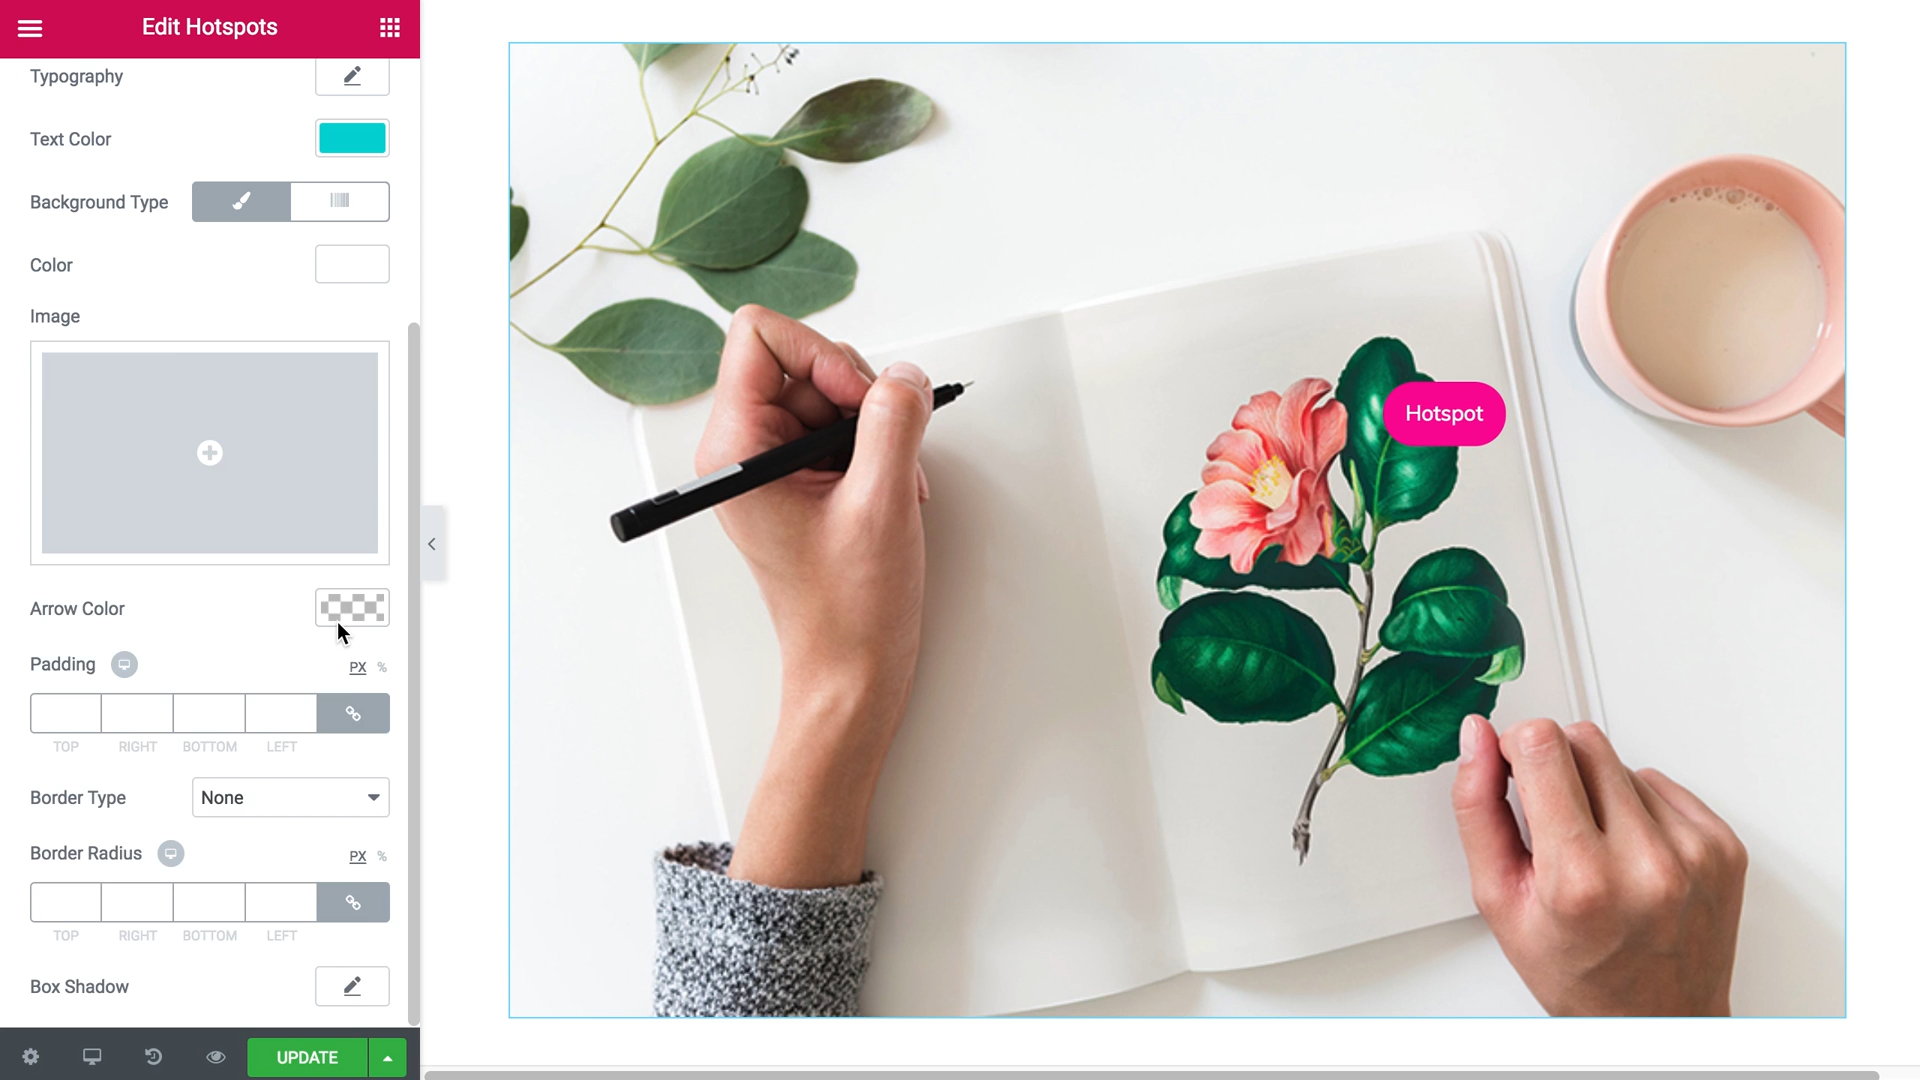 Edit Hotspots
Typography
Text Color
Background Type
Color
Image
Arrow Color
Padding
PX %
TOP RIGHT BOTTOM LEFT
Border Type
None
Border Radius
PX %
TOP RIGHT BOTTOM LEFT
Box Shadow
UPDATE
Hotspot